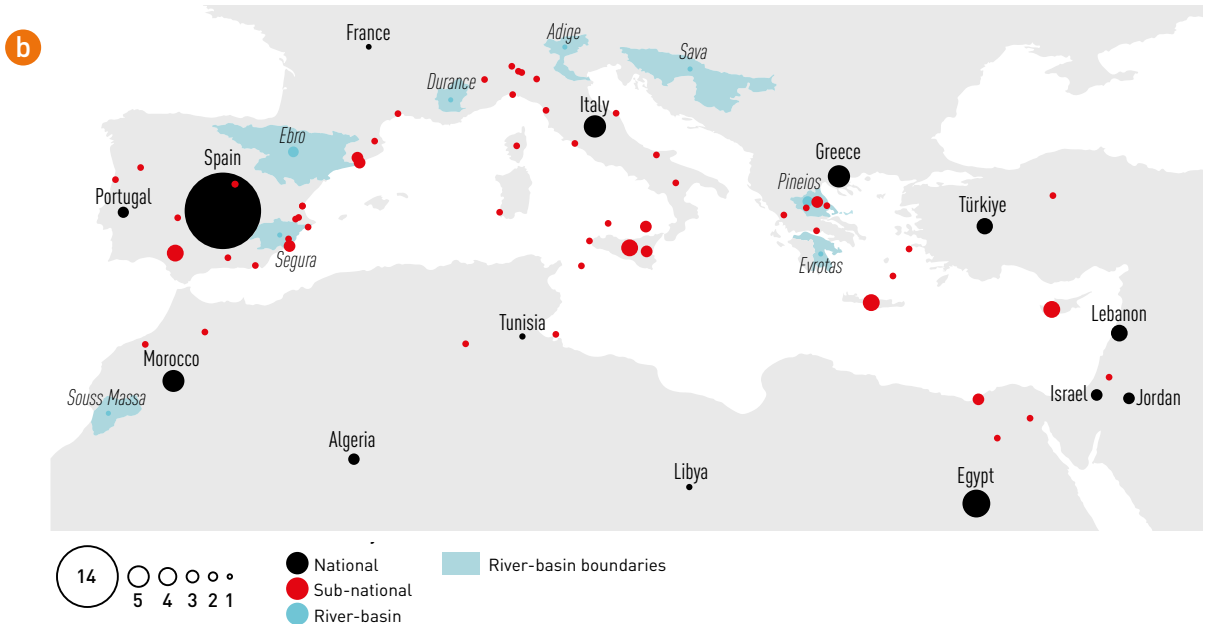 b
France
Adige
Sava
Durance
Italy
Ebro
Spain
Greece
Pineios
Portugal
Türkiye
Segura
Evrotas
Tunisia
Lebanon
Morocco
Souss Massa
Israel
Jordan
Algeria
Libya
Egypt
14
5 4 3 2 1
National
Sub-national
River-basin
River-basin boundaries